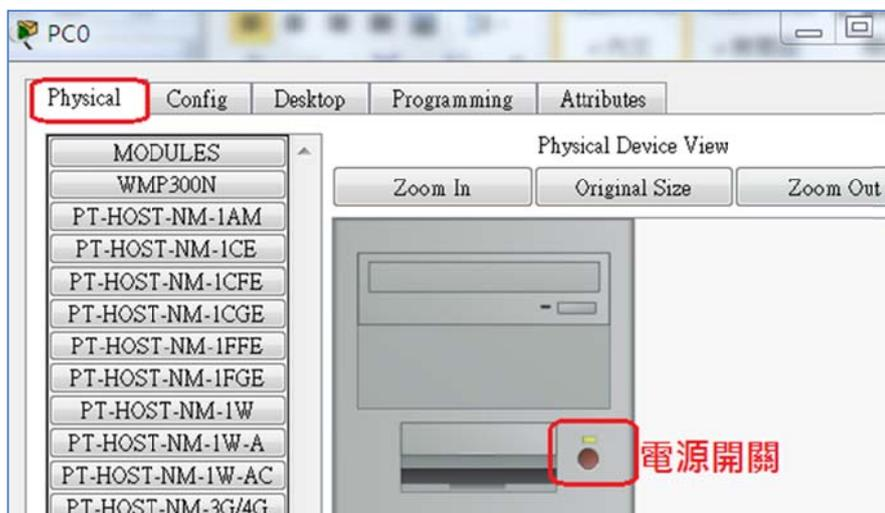 PC0
Physical Config Desktop Programming Attributes
MODULES
WMP300N
PT-HOST-NM-1AM
PT-HOST-NM-1CE
PT-HOST-NM-1CFE
PT-HOST-NM-1CGE
PT-HOST-NM-1FFE
PT-HOST-NM-1FGE
PT-HOST-NM-1W
PT-HOST-NM-1W-A
PT-HOST-NM-1W-AC
PT-HOST-NM-3G/4G
Physical Device View
Zoom In Original Size Zoom Out
電源開關